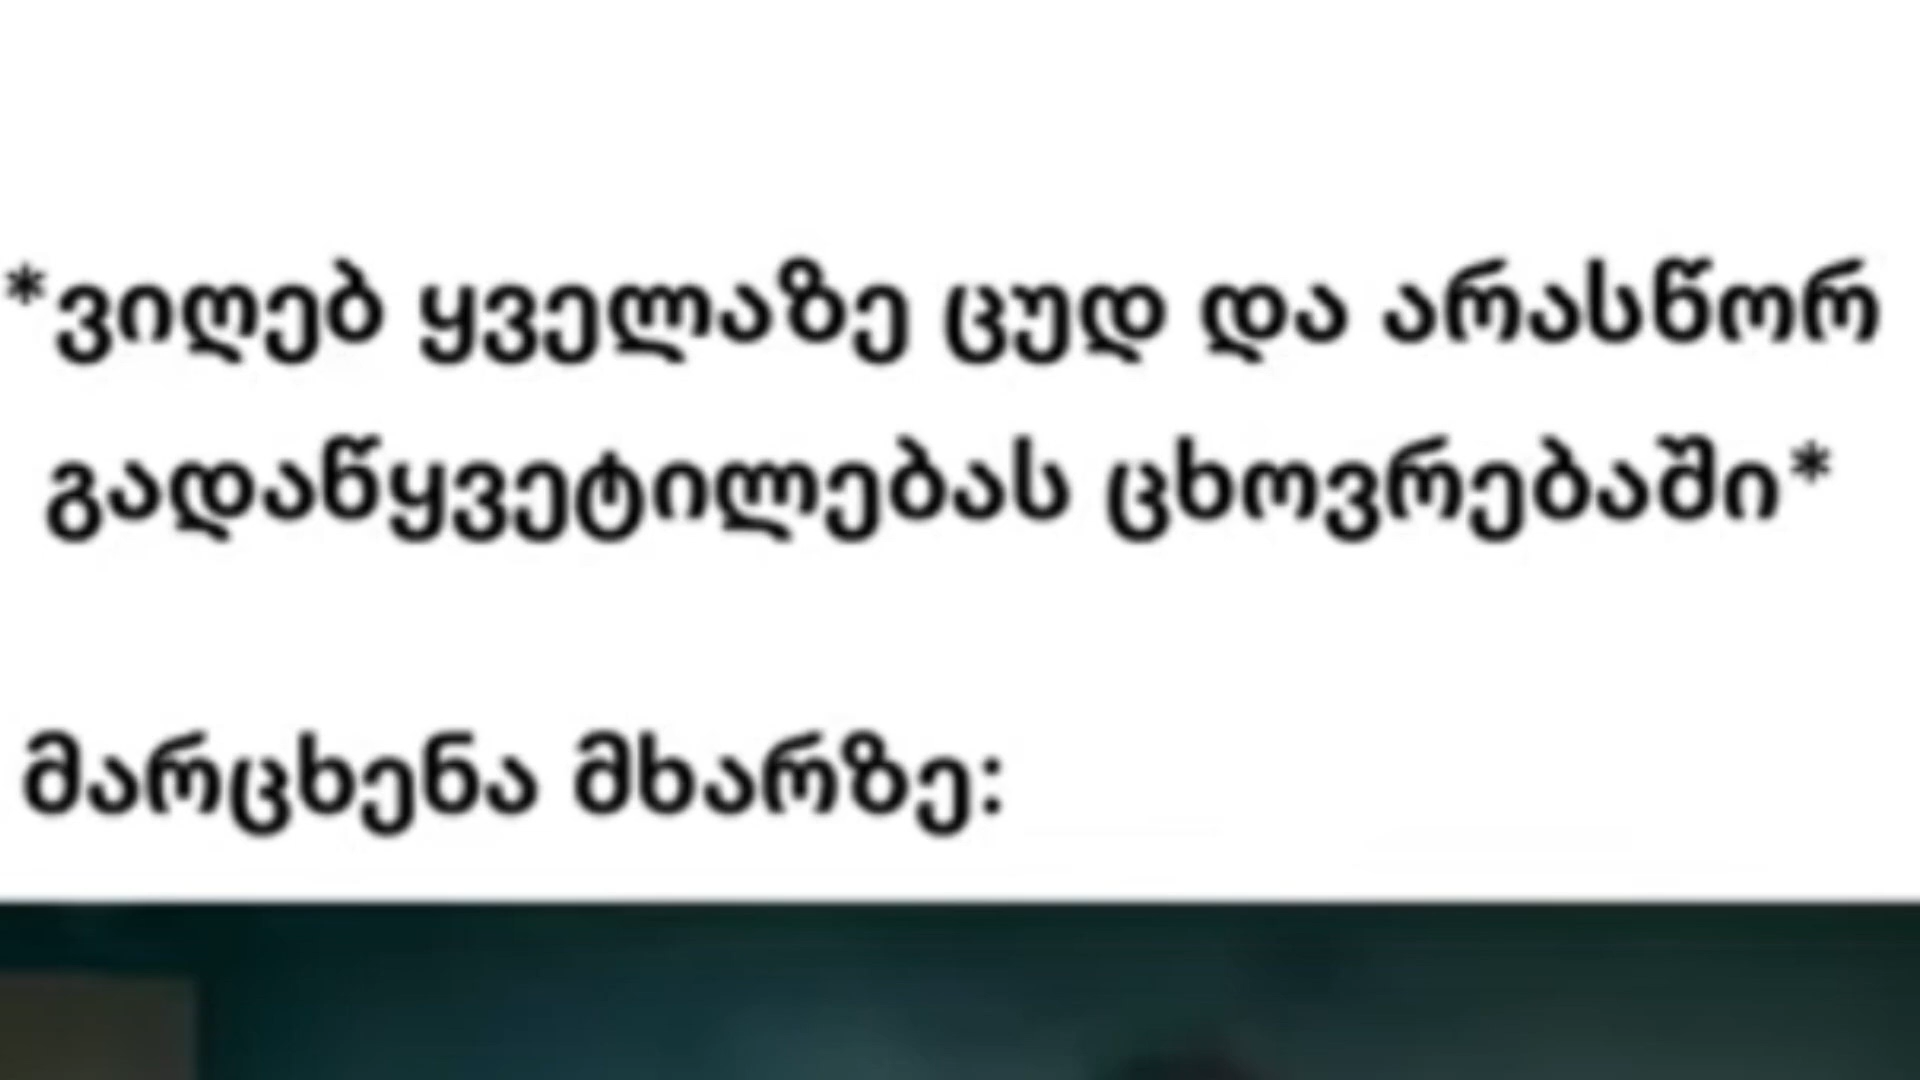 *ვიღებ ყველაზე ცუდ და არასწორ
გადაწყვეტილებას ცხოვრებაში*
მარცხენა მხარზე: